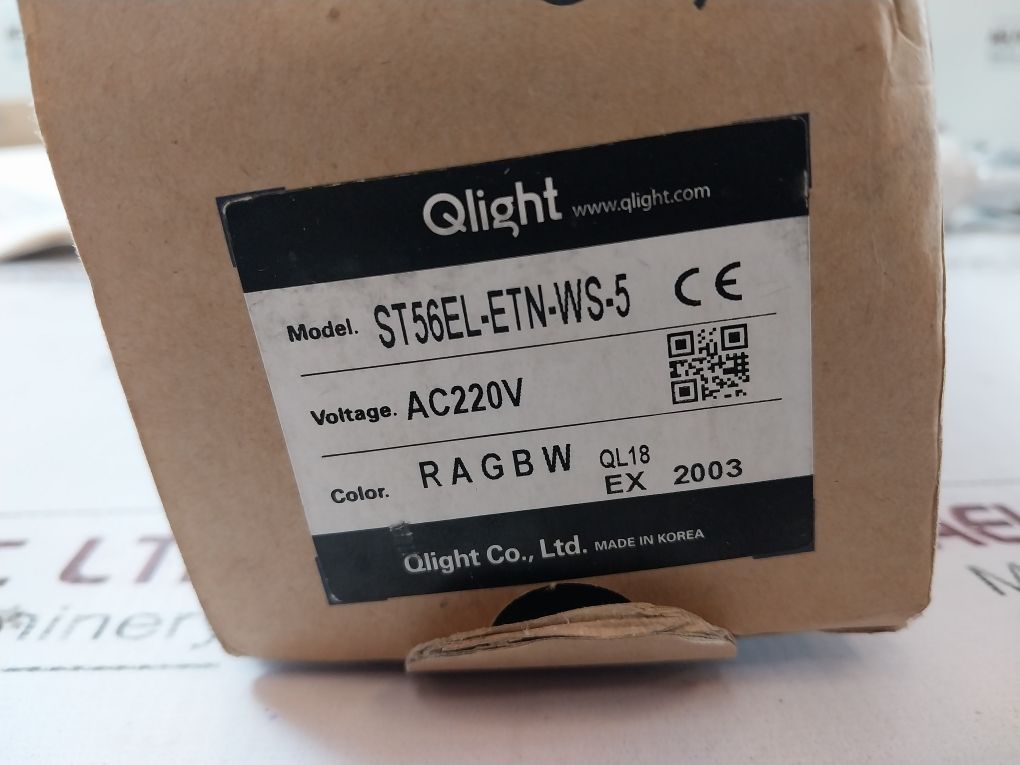 Qlight www.qlight.com
Model. ST56EL-ETN-WS-5 CE
Voltage. AC220V
Color. R A G B W QL18 EX 2003
Qlight Co., Ltd. MADE IN KOREA